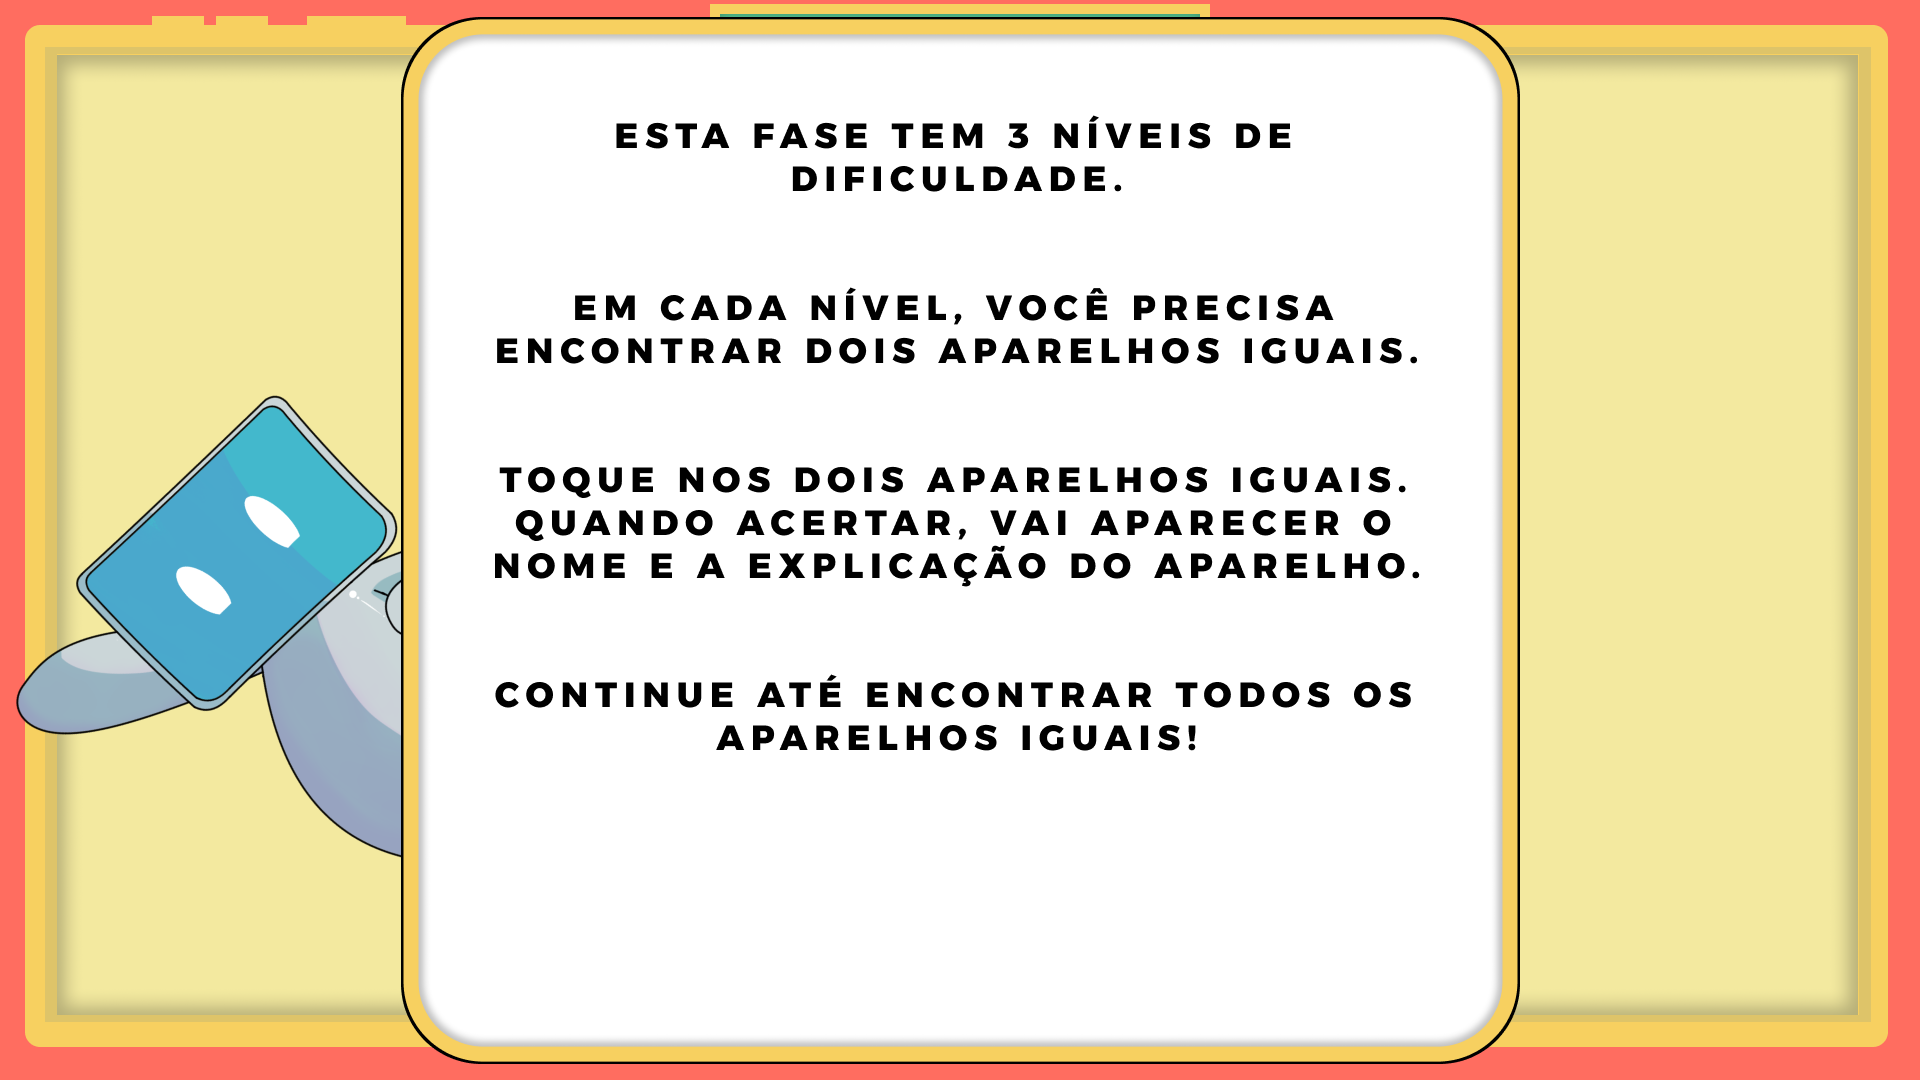 ESTA FASE TEM 3 NÍVEIS DE
DIFICULDADE.
EM CADA NÍVEL, VOCÊ PRECISA
ENCONTRAR DOIS APARELHOS IGUAIS.
TOQUE NOS DOIS APARELHOS IGUAIS.
QUANDO ACERTAR, VAI APARECER O
NOME E A EXPLICAÇÃO DO APARELHO.
CONTINUE ATÉ ENCONTRAR TODOS OS
APARELHOS IGUAIS!